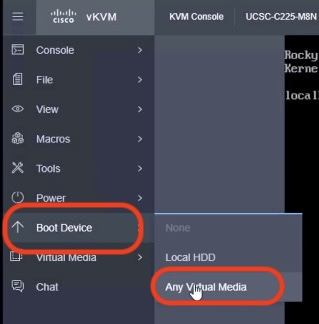 cisco vKVM KVM Console UCSC-C225-M8N
Console
File
View
Macros
Tools
Power
Boot Device
Virtual Media
Chat
None
Local HDD
Any Virtual Media
Rocky
Kerne
local